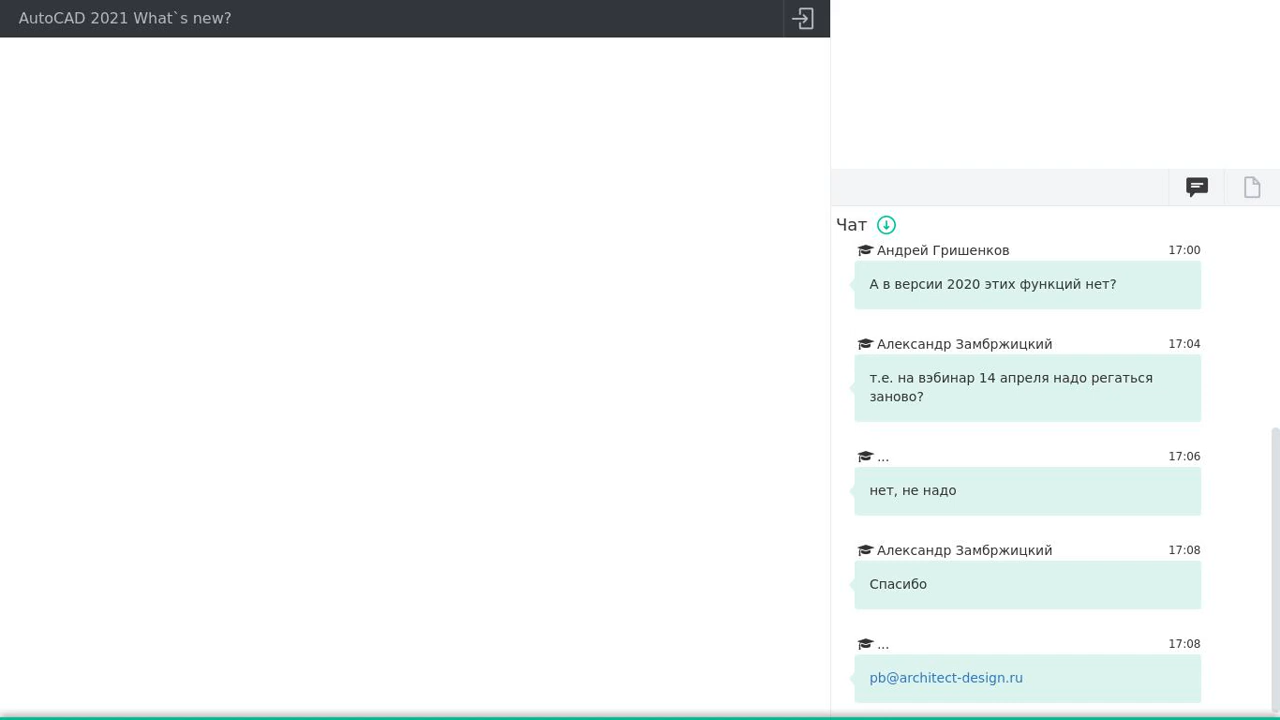 AutoCAD 2021 What`s new?
Чат
Андрей Гришенков 17:00
А в версии 2020 этих функций нет?
Александр Замбржицкий 17:04
т.е. на вэбинар 14 апреля надо регаться
заново?
... 17:06
нет, не надо
Александр Замбржицкий 17:08
Спасибо
... 17:08
pb@architect-design.ru